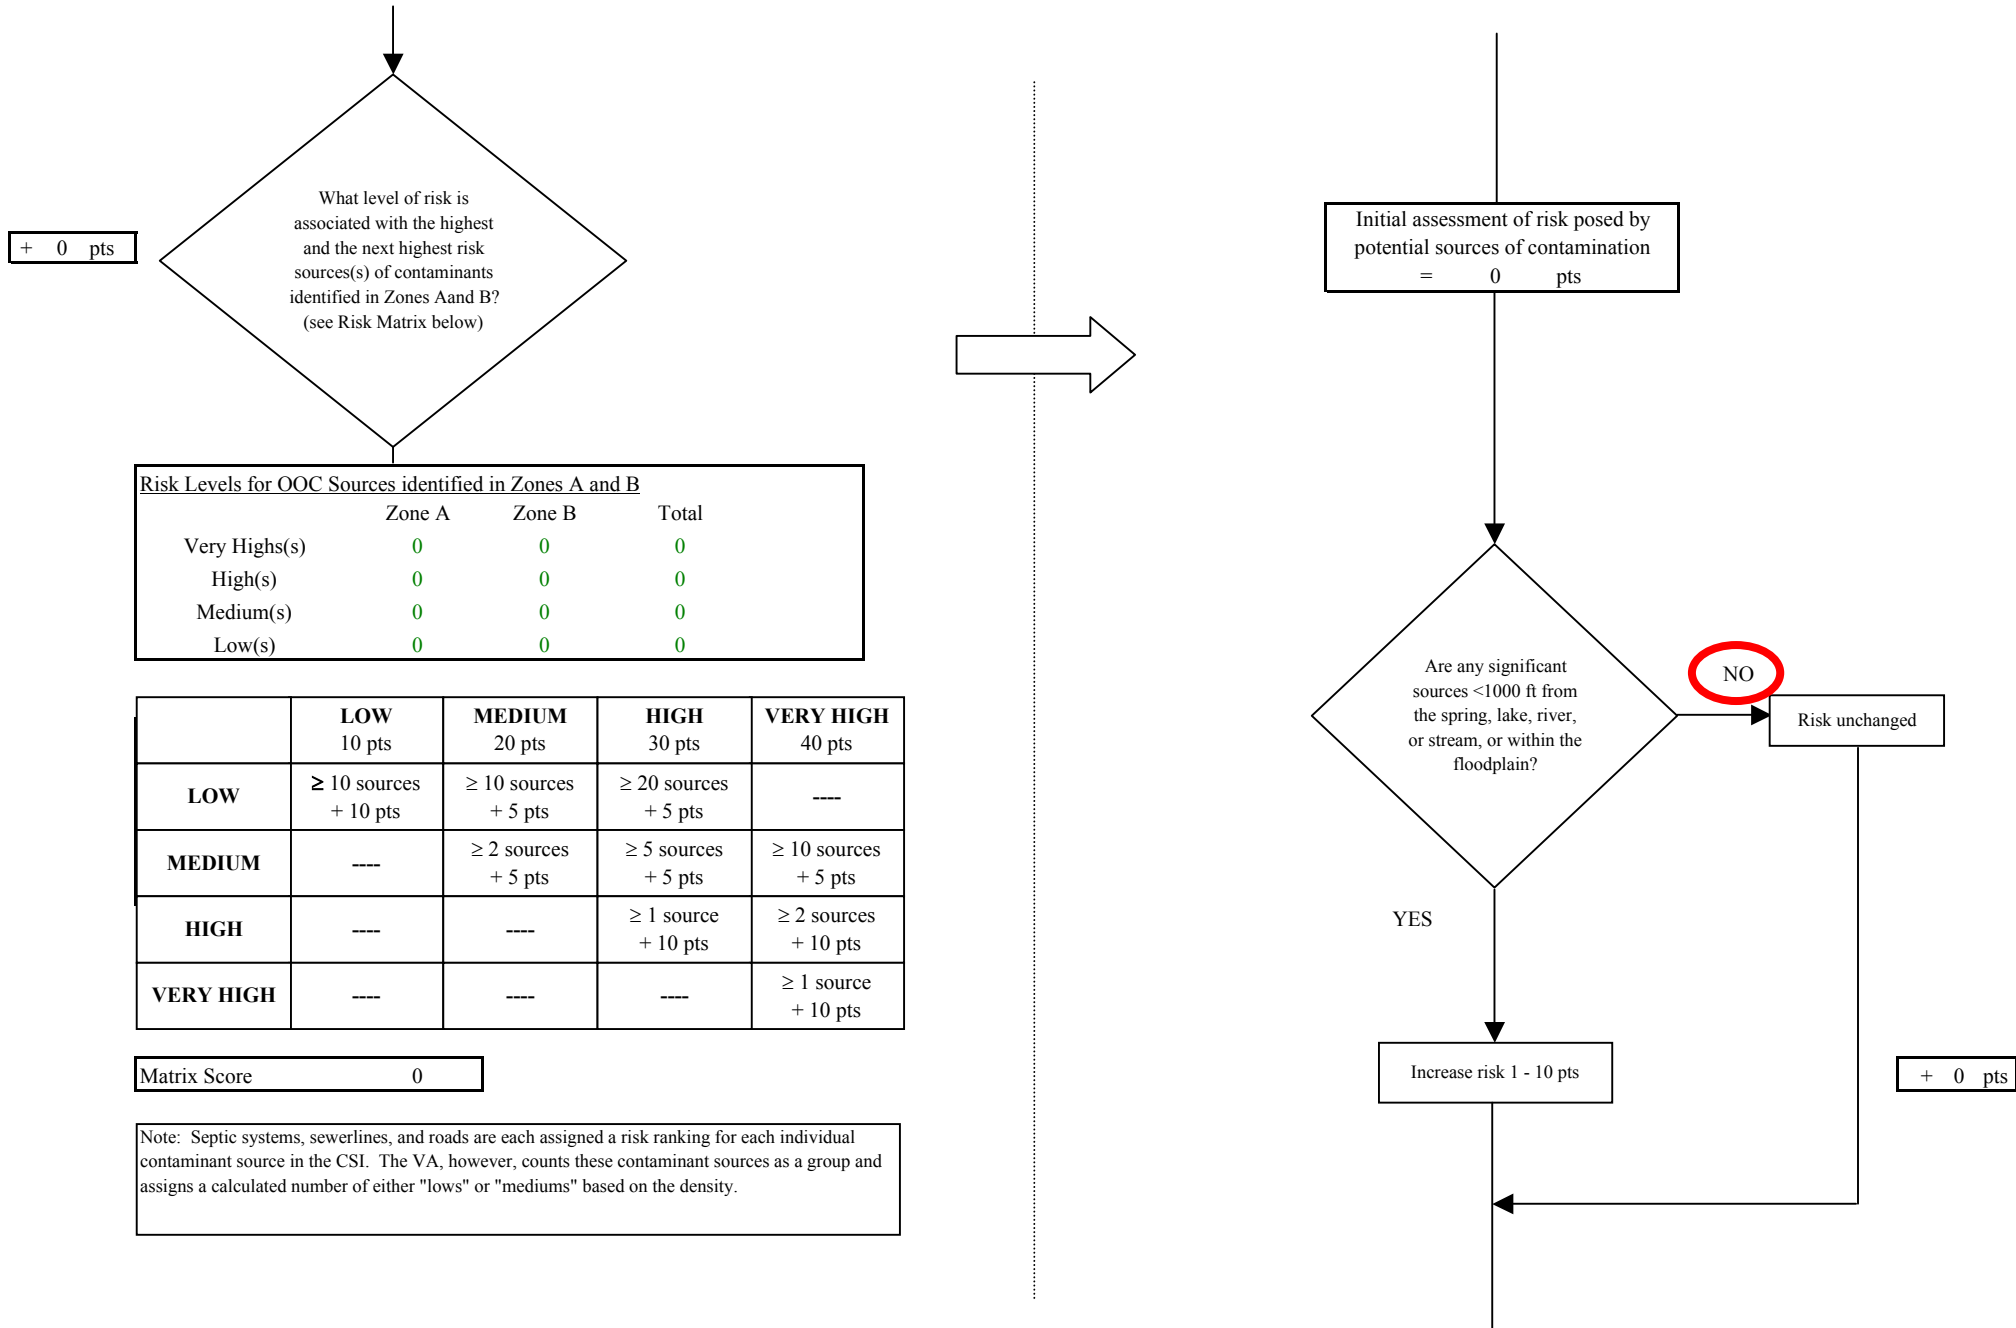 + 0 pts
What level of risk is
associated with the highest
and the next highest risk
sources(s) of contaminants
identified in Zones Aand B?
(see Risk Matrix below)
Risk Levels for OOC Sources identified in Zones A and B
Zone A Zone B Total
Very Highs(s) 0 0 0
High(s) 0 0 0
Medium(s) 0 0 0
Low(s) 0 0 0
LOW MEDIUM HIGH VERY HIGH
10 pts 20 pts 30 pts 40 pts
LOW ≥ 10 sources ≥ 10 sources ≥ 20 sources ----
+ 10 pts + 5 pts + 5 pts
MEDIUM ---- ≥ 2 sources ≥ 5 sources ≥ 10 sources
+ 5 pts + 5 pts + 5 pts
HIGH ---- ---- ≥ 1 source ≥ 2 sources
+ 10 pts + 10 pts
VERY HIGH ---- ---- ---- ≥ 1 source
+ 10 pts
Matrix Score 0
Note: Septic systems, sewerlines, and roads are each assigned a risk ranking for each individual
contaminant source in the CSI. The VA, however, counts these contaminant sources as a group and
assigns a calculated number of either "lows" or "mediums" based on the density.
Initial assessment of risk posed by
potential sources of contamination
= 0 pts
Are any significant
sources <1000 ft from
the spring, lake, river,
or stream, or within the
floodplain?
NO
Risk unchanged
YES
Increase risk 1 - 10 pts
+ 0 pts